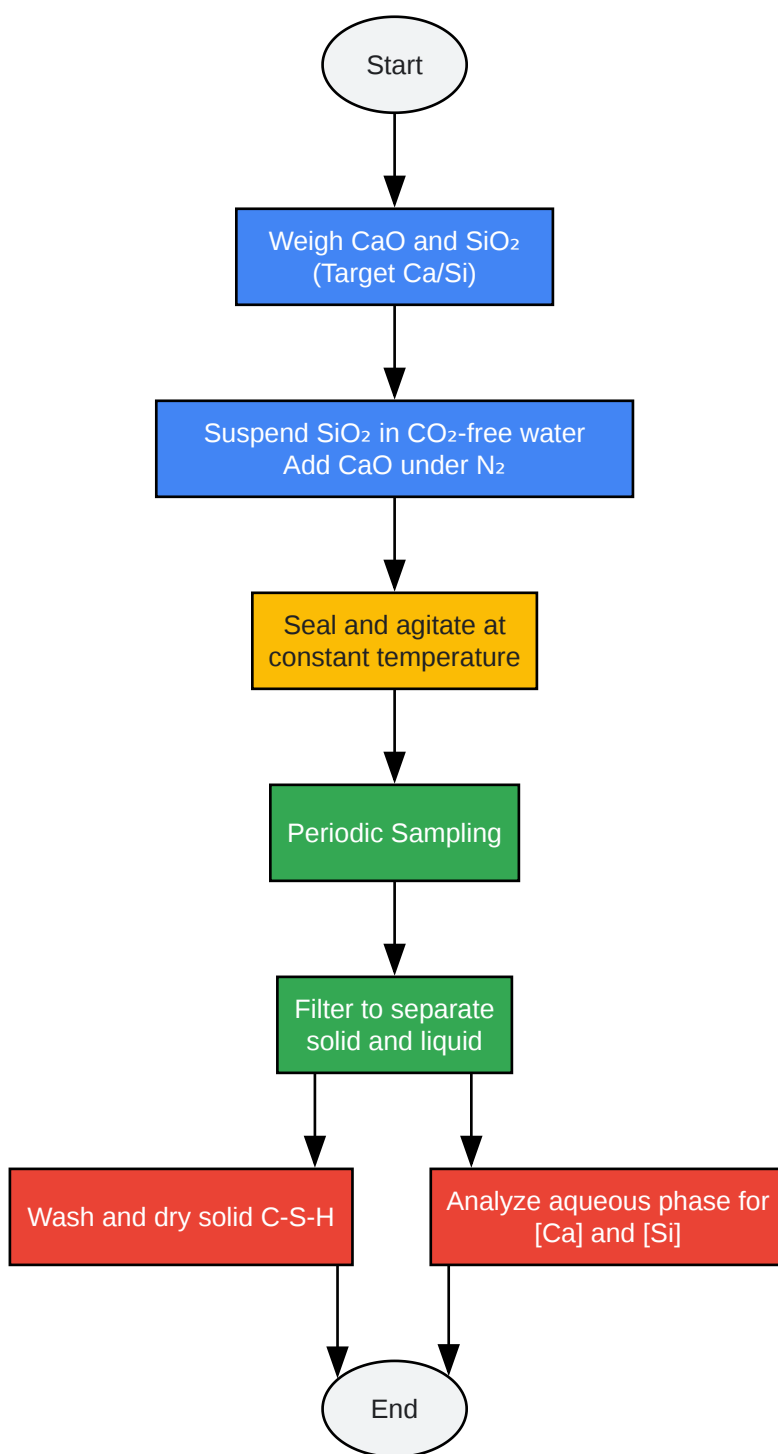 Start
Weigh CaO and SiO₂
(Target Ca/Si)
Suspend SiO₂ in CO₂-free water
Add CaO under N₂
Seal and agitate at
constant temperature
Periodic Sampling
Filter to separate
solid and liquid
Wash and dry solid C-S-H
Analyze aqueous phase for
[Ca] and [Si]
End